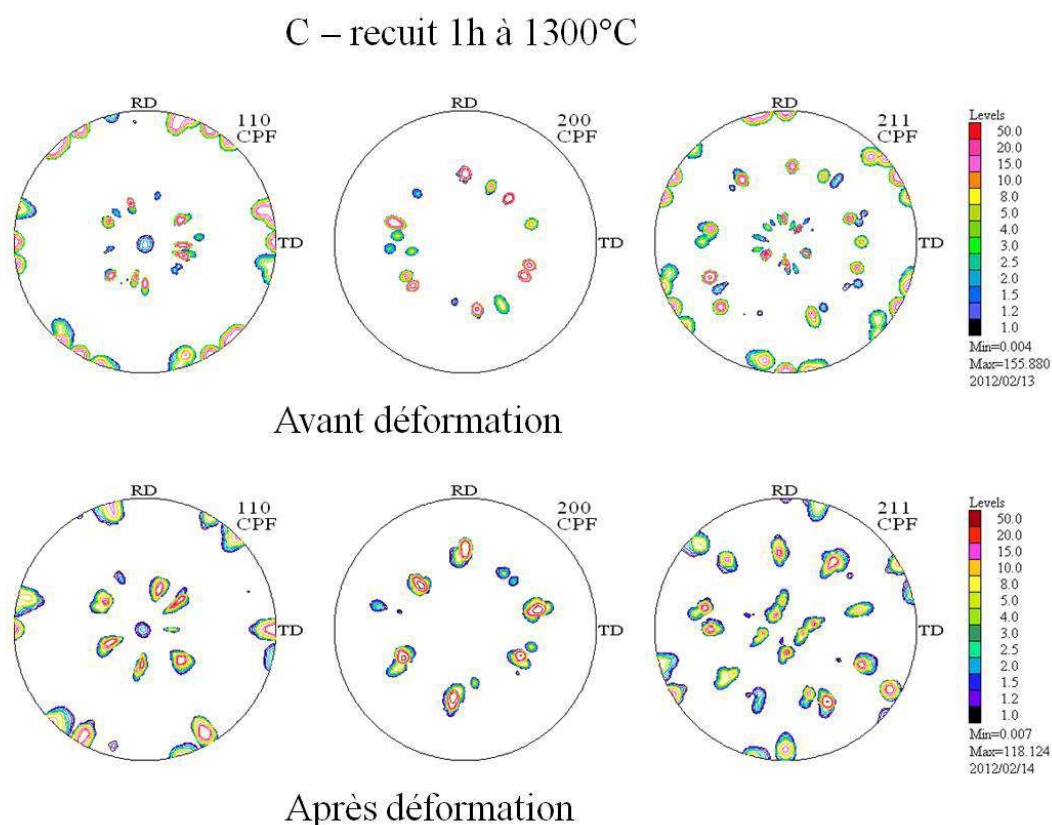 C – recuit 1h à 1300°C
RD
110
CPF
TD
RD
200
CPF
TD
RD
211
CPF
TD
Levels
50.0
20.0
15.0
10.0
8.0
5.0
4.0
3.0
2.5
2.0
1.5
1.2
1.0
Min=0.004
Max=155.880
2012/02/13
Avant déformation
RD
110
CPF
TD
RD
200
CPF
TD
RD
211
CPF
TD
Levels
50.0
20.0
15.0
10.0
8.0
5.0
4.0
3.0
2.5
2.0
1.5
1.2
1.0
Min=0.007
Max=118.124
2012/02/14
Après déformation